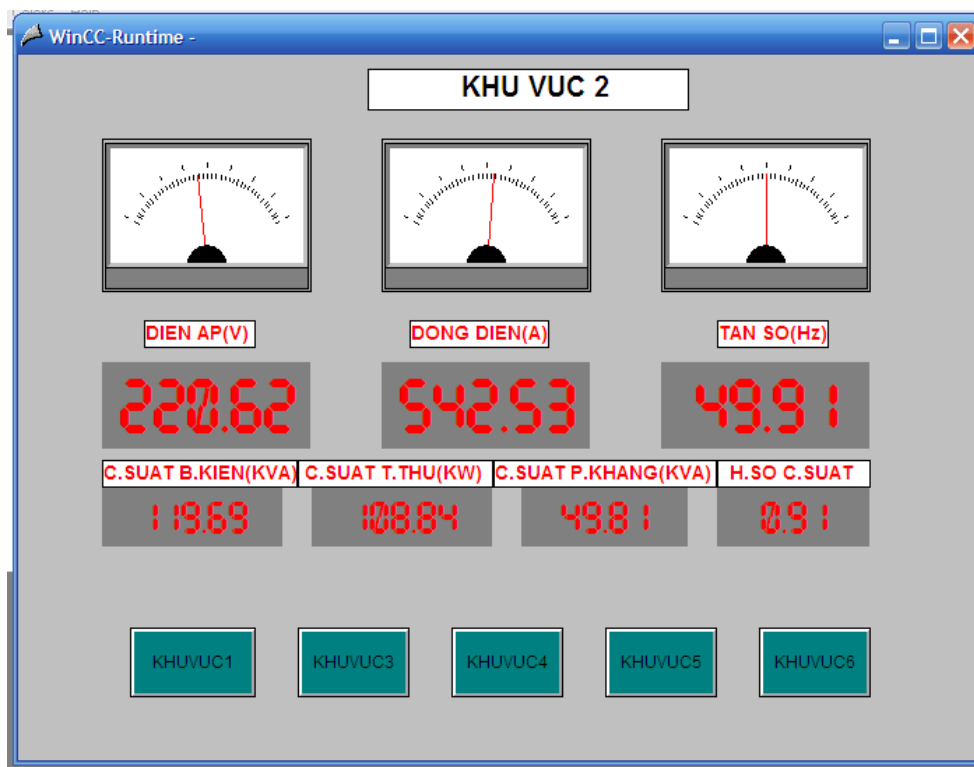 WinCC-Runtime -
KHU VUC 2
DIEN AP(V) DONG DIEN(A) TAN SO(Hz)
220.62 542.53 49.91
C.SUAT B.KIEN(KVA) C.SUAT T.THU(KW) C.SUAT P.KHANG(KVA) H.SO C.SUAT
119.69 108.84 49.81 0.91
KHUVUC1 KHUVUC3 KHUVUC4 KHUVUC5 KHUVUC6